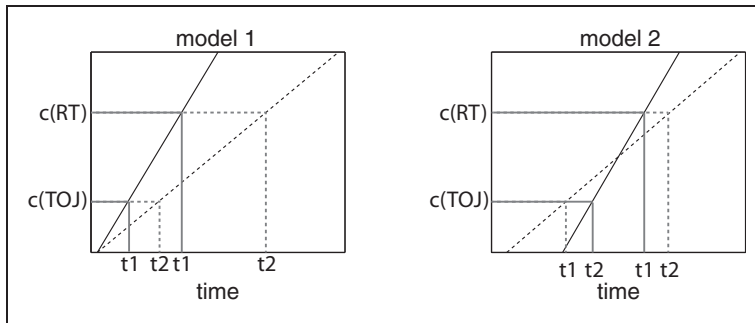 model 1
c(RT)
c(TOJ)
t1 t2 t1 t2
time
model 2
c(RT)
c(TOJ)
t1 t2 t1 t2
time